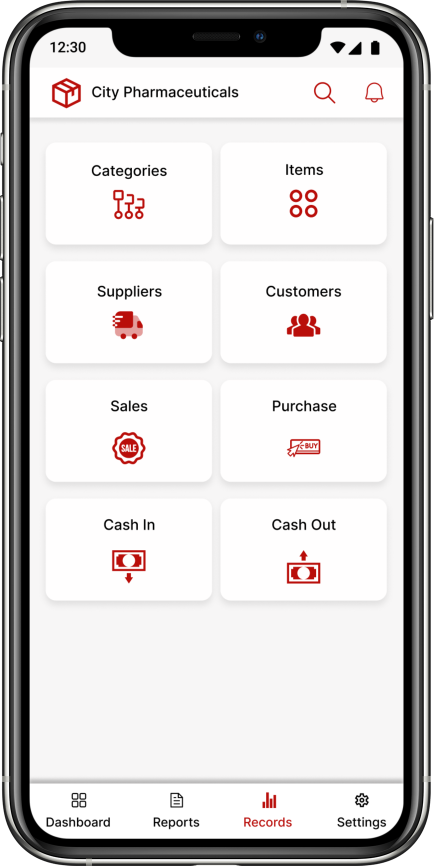 12:30
City Pharmaceuticals
Categories
Items
Suppliers
Customers
Sales
Purchase
SALE
BUY
Cash In
Cash Out
Dashboard
Reports
Records
Settings